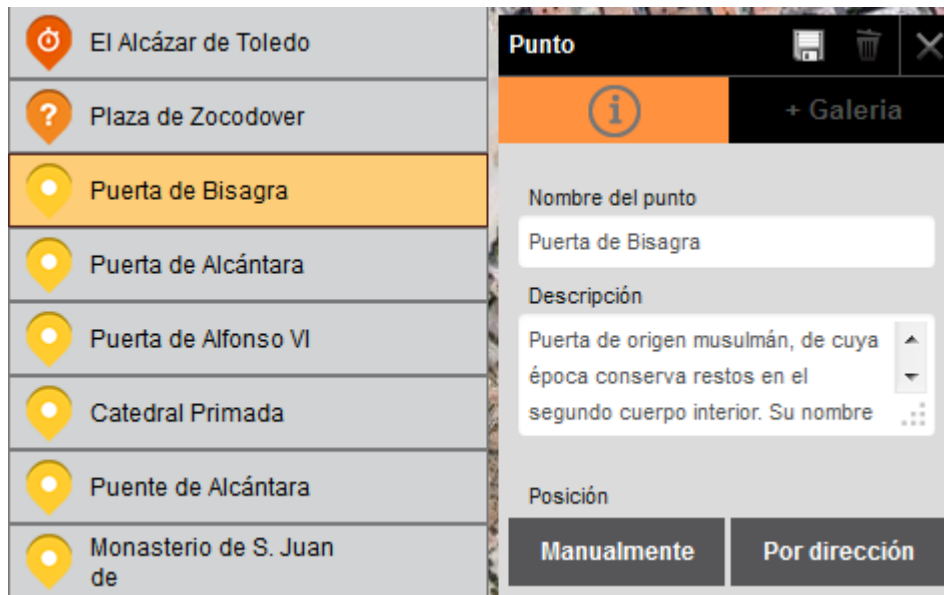 El Alcázar de Toledo
Plaza de Zocodover
Puerta de Bisagra
Puerta de Alcántara
Puerta de Alfonso VI
Catedral Primada
Puente de Alcántara
Monasterio de S. Juan
de
Punto
+ Galeria
Nombre del punto
Puerta de Bisagra
Descripción
Puerta de origen musulmán, de cuya
época conserva restos en el
segundo cuerpo interior. Su nombre
Posición
Manualmente
Por dirección